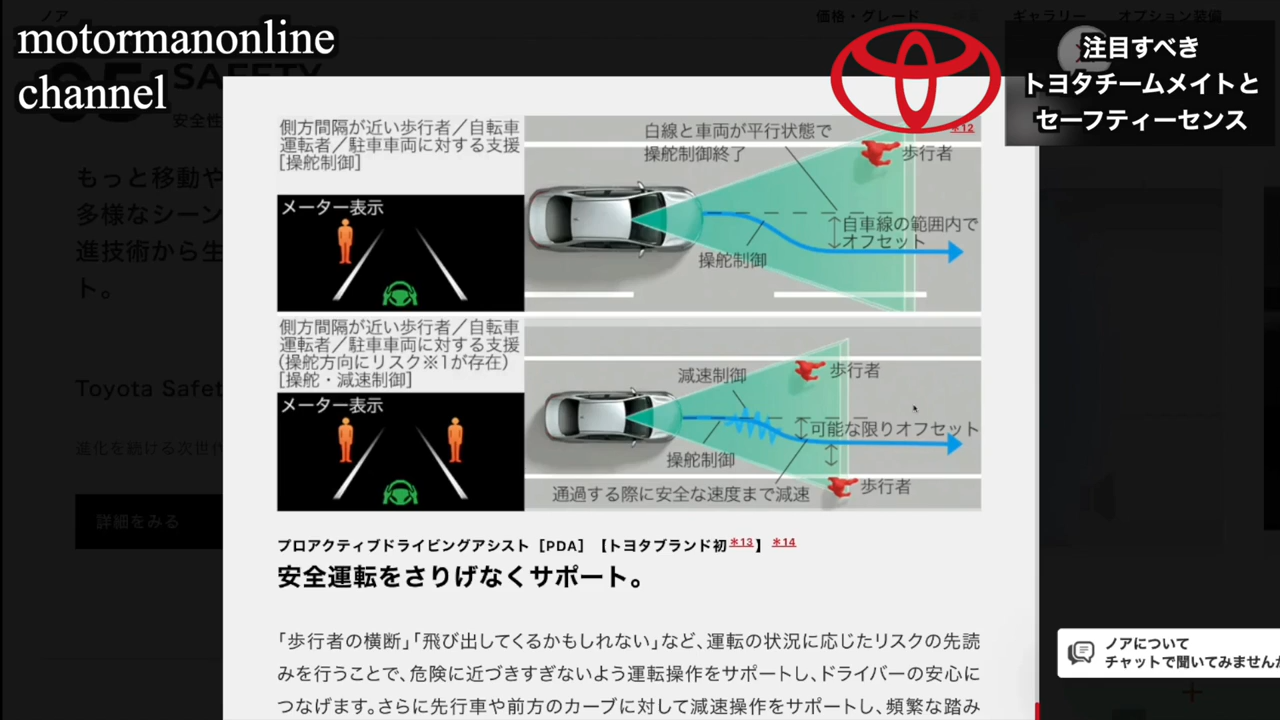 ノア
価格・グレード
ギャラリー
オプション装備
motormanonline
channel
05
SAFETY
安全性
注目すべき
トヨタチームメイトと
セーフティーセンス
もっと移動や
多様なシーン
進技術から生
ト。
Toyota Safet
進化を続ける次世代
詳細をみる
側方間隔が近い歩行者／自転車
運転者／駐車車両に対する支援
[操舵制御]
メーター表示
白線と車両が平行状態で
操舵制御終了
＊12
歩行者
自車線の範囲内で
オフセット
操舵制御
側方間隔が近い歩行者／自転車
運転者／駐車車両に対する支援
(操舵方向にリスク※1が存在)
[操舵・減速制御]
メーター表示
減速制御
歩行者
可能な限りオフセット
操舵制御
通過する際に安全な速度まで減速
歩行者
プロアクティブドライビングアシスト［PDA］【トヨタブランド初＊13】＊14
安全運転をさりげなくサポート。
「歩行者の横断」「飛び出してくるかもしれない」など、運転の状況に応じたリスクの先読
みを行うことで、危険に近づきすぎないよう運転操作をサポートし、ドライバーの安心に
つなげます。さらに先行車や前方のカーブに対して減速操作をサポートし、頻繁な踏み
ノアについて
チャットで聞いてみませんか